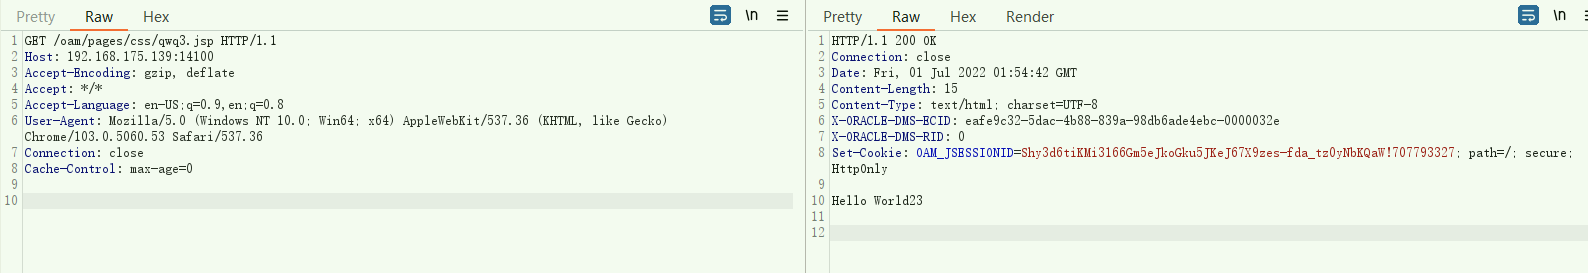 Pretty Raw Hex \n
1 GET /oam/pages/css/qwq3.jsp HTTP/1.1
2 Host: 192.168.175.139:14100
3 Accept-Encoding: gzip, deflate
4 Accept: */*
5 Accept-Language: en-US;q=0.9,en;q=0.8
6 User-Agent: Mozilla/5.0 (Windows NT 10.0; Win64; x64) AppleWebKit/537.36 (KHTML, like Gecko)
Chrome/103.0.5060.53 Safari/537.36
7 Connection: close
8 Cache-Control: max-age=0
9
10
Pretty Raw Hex Render \n
1 HTTP/1.1 200 OK
2 Connection: close
3 Date: Fri, 01 Jul 2022 01:54:42 GMT
4 Content-Length: 15
5 Content-Type: text/html; charset=UTF-8
6 X-ORACLE-DMS-ECID: eafe9c32-5dac-4b88-839a-98db6ade4ebc-0000032e
7 X-ORACLE-DMS-RID: 0
8 Set-Cookie: OAM_JSESSIONID=Shy3d6tiKMi3166Gm5eJkoGku5JKeJ67X9zes-fda_tz0yNbKQaW!707793327; path=/; secure;
HttpOnly
9
10 Hello World23
11
12